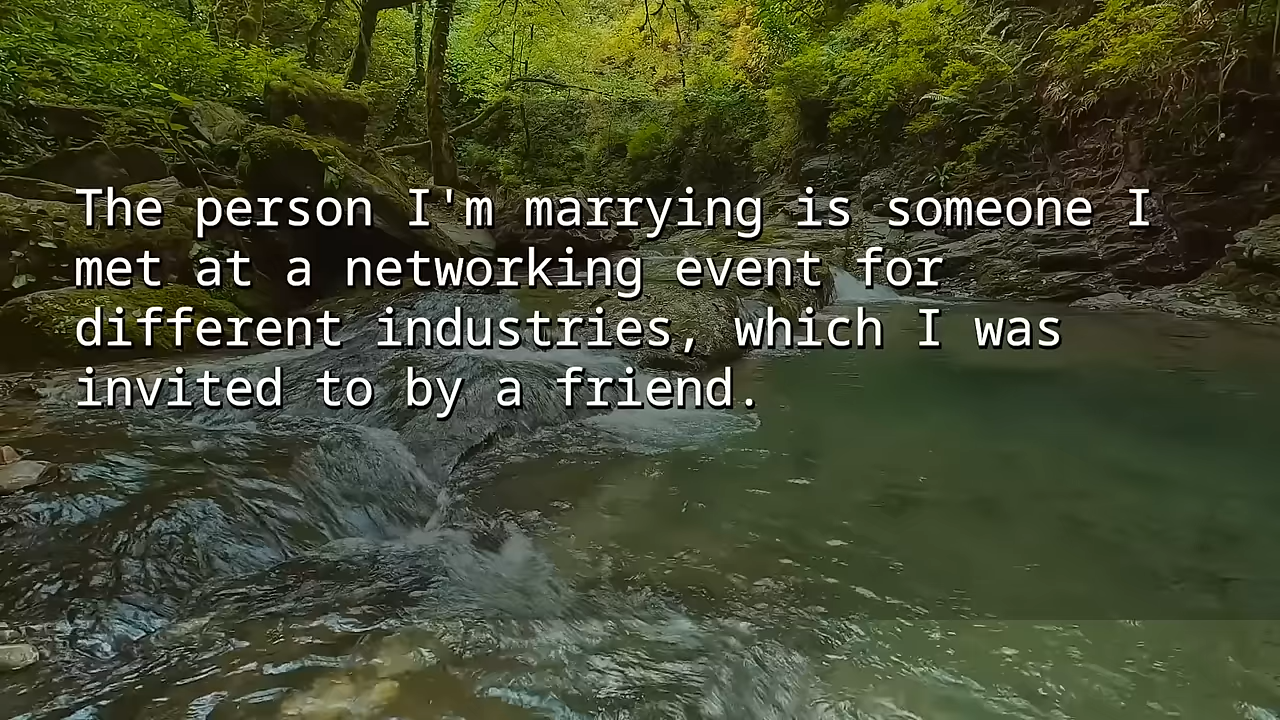 The person I'm marrying is someone I
met at a networking event for
different industries, which I was
invited to by a friend.